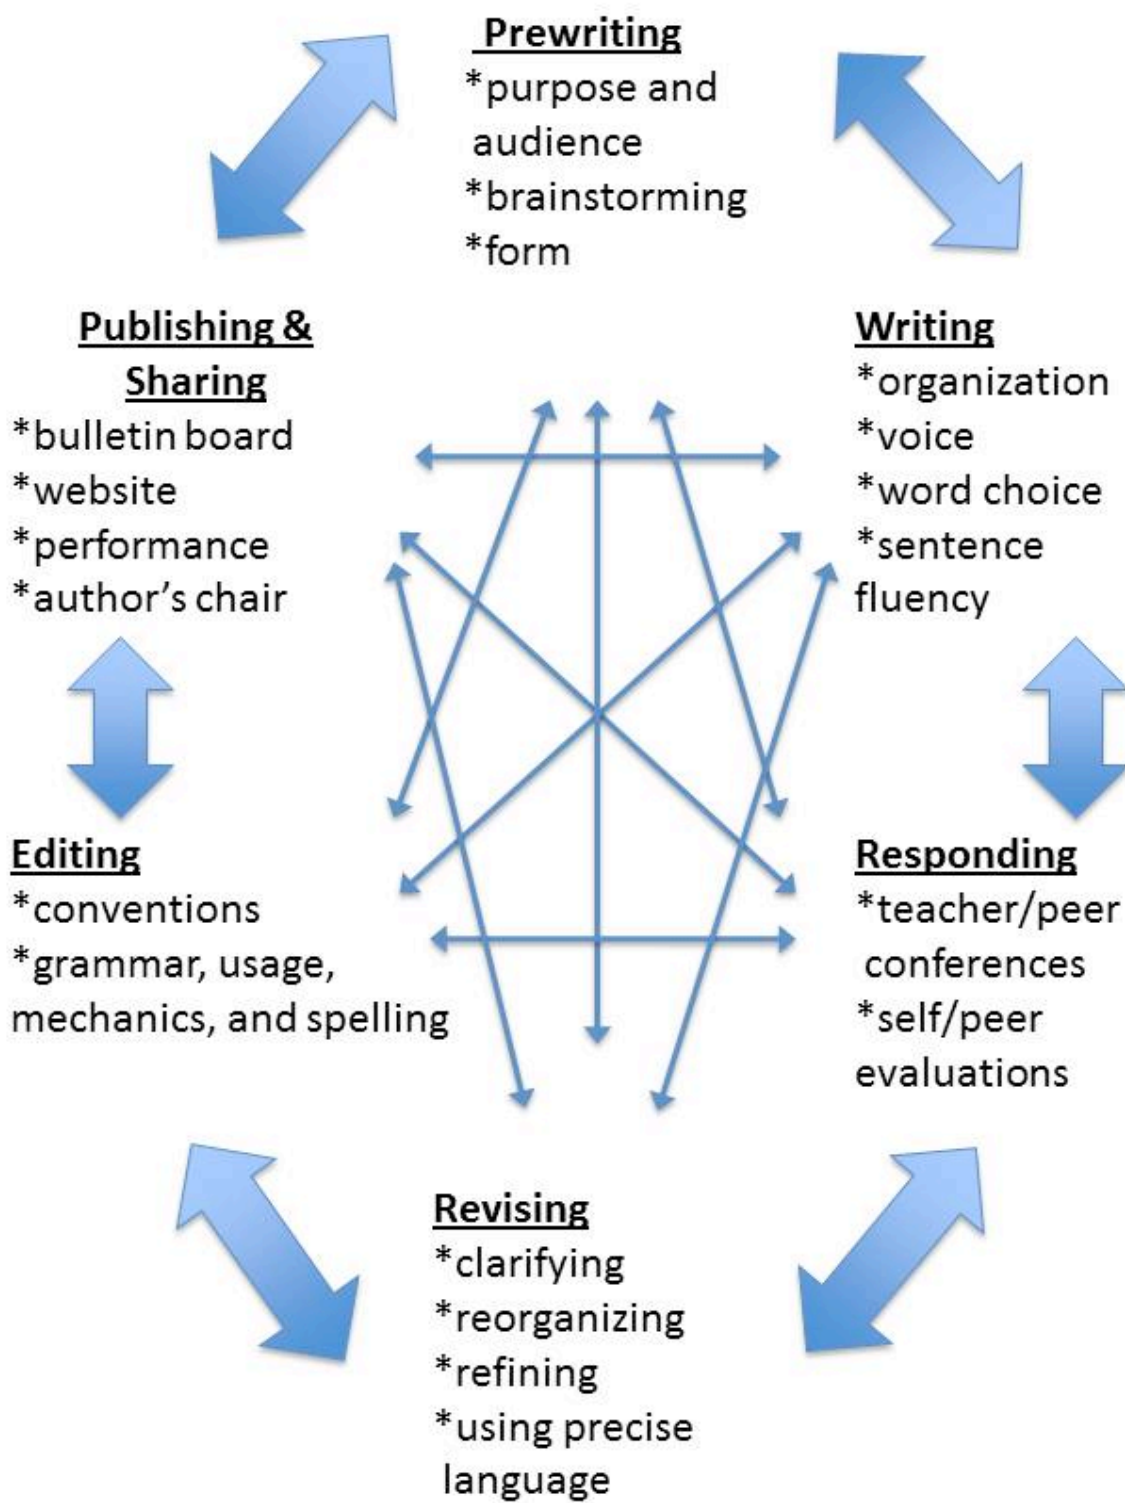 Prewriting
*purpose and
audience
*brainstorming
*form
Publishing &
Sharing
*bulletin board
*website
*performance
*author’s chair
Writing
*organization
*voice
*word choice
*sentence
fluency
Editing
*conventions
*grammar, usage,
mechanics, and spelling
Responding
*teacher/peer
conferences
*self/peer
evaluations
Revising
*clarifying
*reorganizing
*refining
*using precise
language